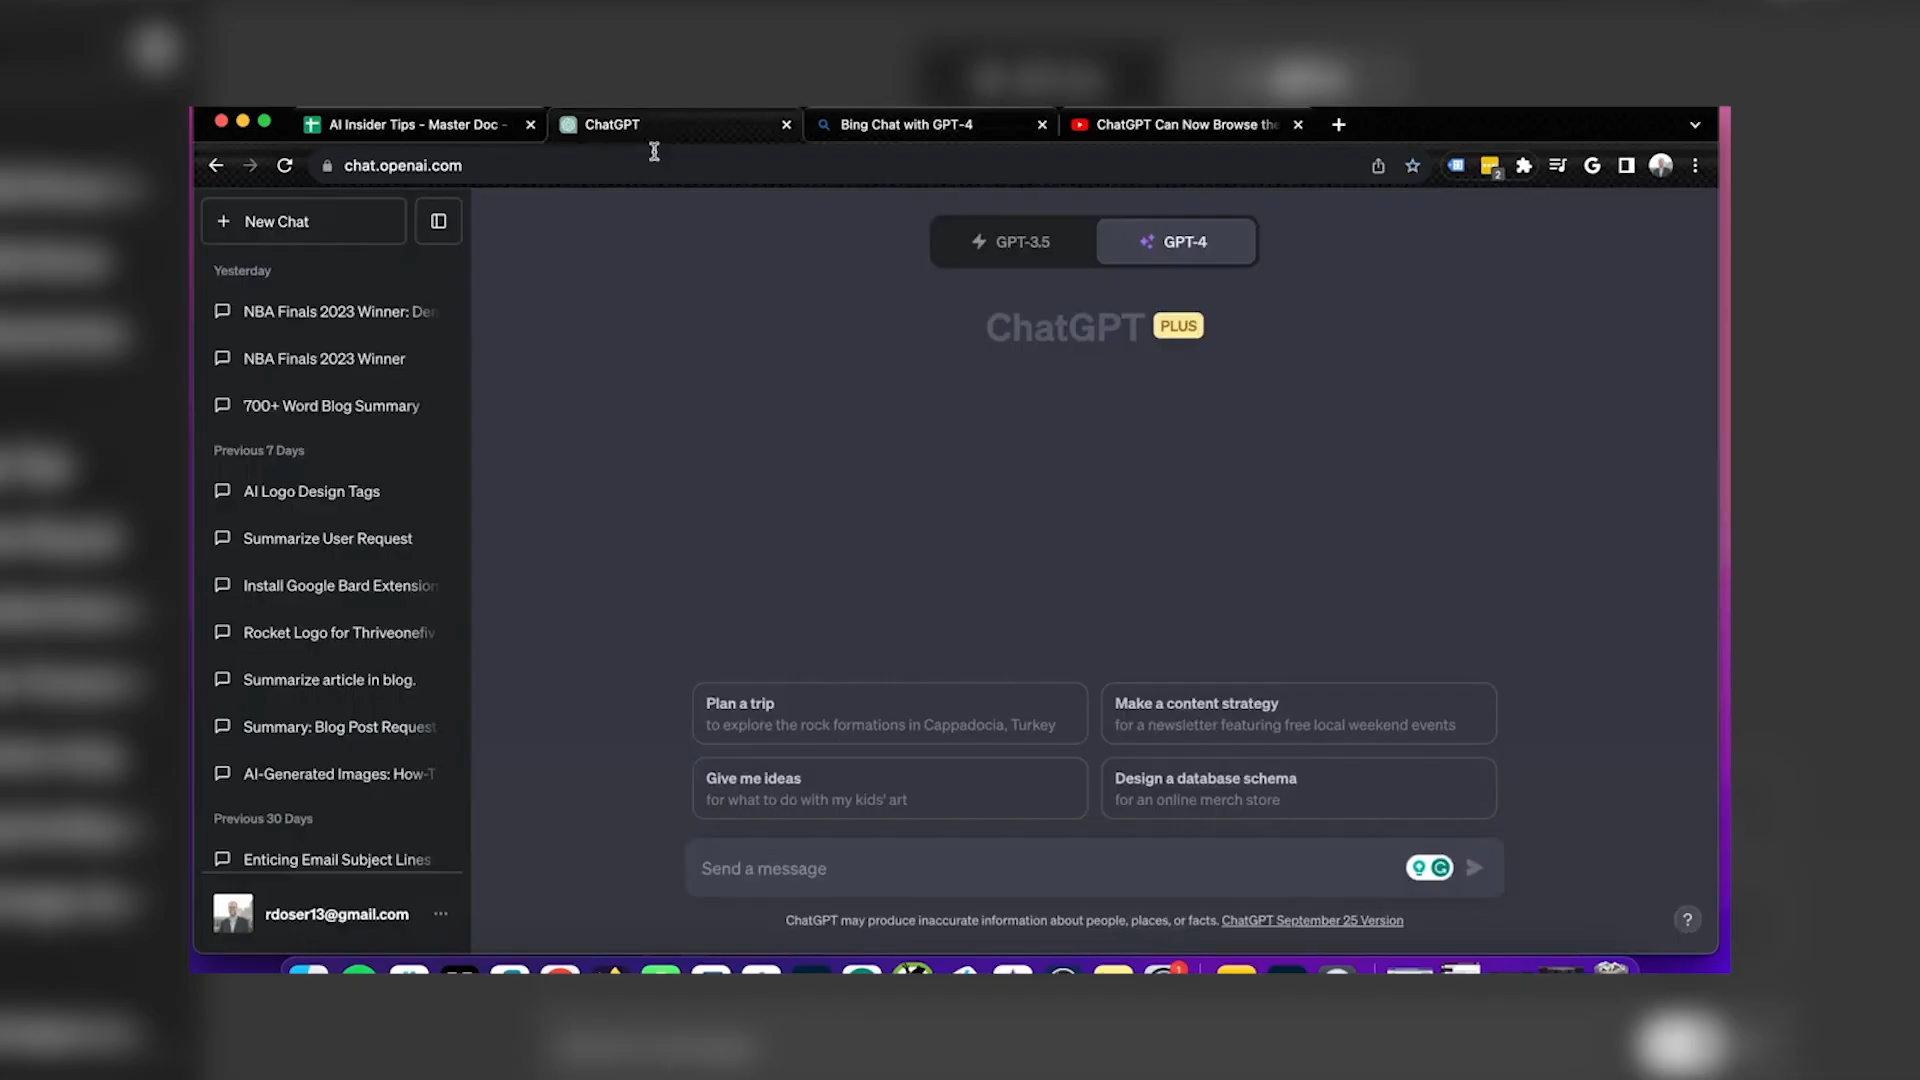 AI Insider Tips - Master Doc -
ChatGPT
Bing Chat with GPT-4
ChatGPT Can Now Browse the
chat.openai.com
2
New Chat
GPT-3.5
GPT-4
Yesterday
NBA Finals 2023 Winner: Den
ChatGPT PLUS
NBA Finals 2023 Winner
700+ Word Blog Summary
Previous 7 Days
AI Logo Design Tags
Summarize User Request
Install Google Bard Extension
Rocket Logo for Thriveonefiv
Summarize article in blog.
Summary: Blog Post Request
AI-Generated Images: How-T
Previous 30 Days
Enticing Email Subject Lines
rdoser13@gmail.com
Plan a trip
to explore the rock formations in Cappadocia, Turkey
Make a content strategy
for a newsletter featuring free local weekend events
Give me ideas
for what to do with my kids' art
Design a database schema
for an online merch store
Send a message
ChatGPT may produce inaccurate information about people, places, or facts. ChatGPT September 25 Version
?
1